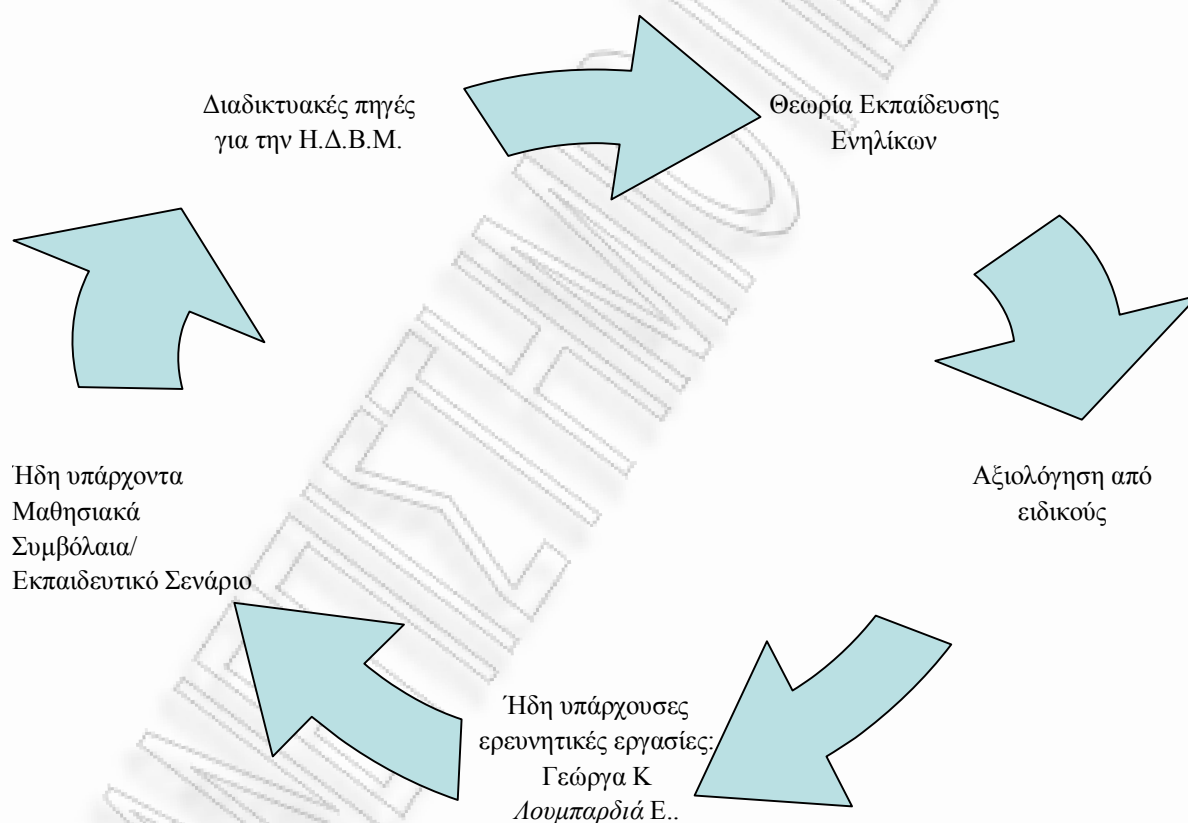 Διαδικτυακές πηγές
για την Η.Δ.Β.Μ.
Θεωρία Εκπαίδευσης
Ενηλίκων
Αξιολόγηση από
ειδικούς
Ήδη υπάρχουσες
ερευνητικές εργασίες:
Γεώργα Κ
Λουμπαρδιά Ε..
Ήδη υπάρχοντα
Μαθησιακά
Συμβόλαια/
Εκπαιδευτικό Σενάριο